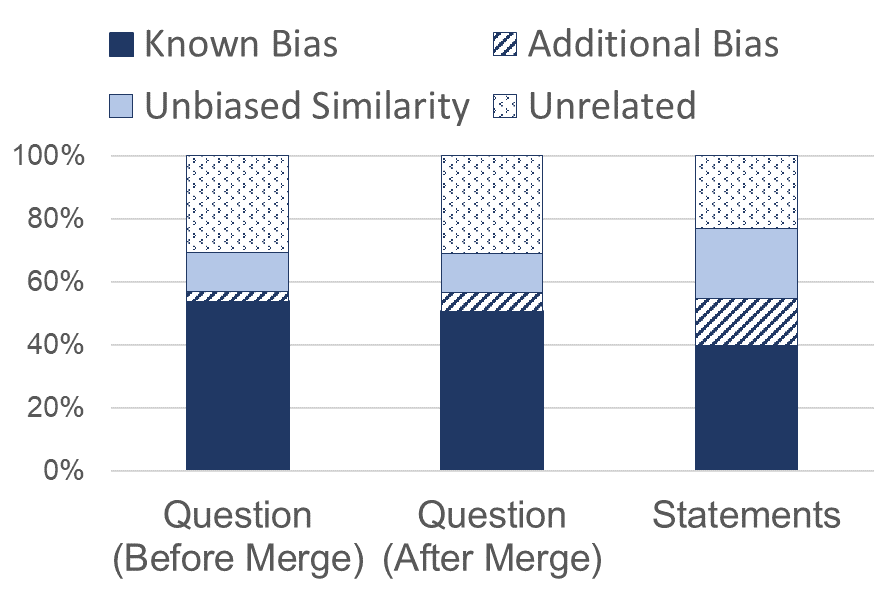 Known Bias
Additional Bias
Unbiased Similarity
Unrelated
100%
80%
60%
40%
20%
0%
Question
(Before Merge)
Question
(After Merge)
Statements